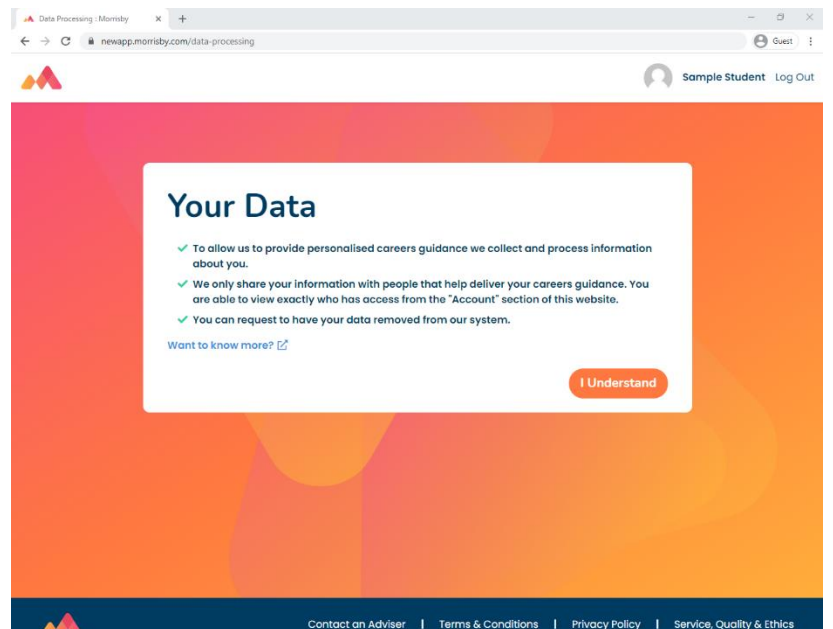 Data Processing : Morrisby
newapp.morrisby.com/data-processing
Guest
Sample Student Log Out
Your Data
To allow us to provide personalised careers guidance we collect and process information
about you.
We only share your information with people that help deliver your careers guidance. You
are able to view exactly who has access from the "Account" section of this website.
You can request to have your data removed from our system.
Want to know more?
I Understand
Contact an Adviser | Terms & Conditions | Privacy Policy | Service, Quality & Ethics